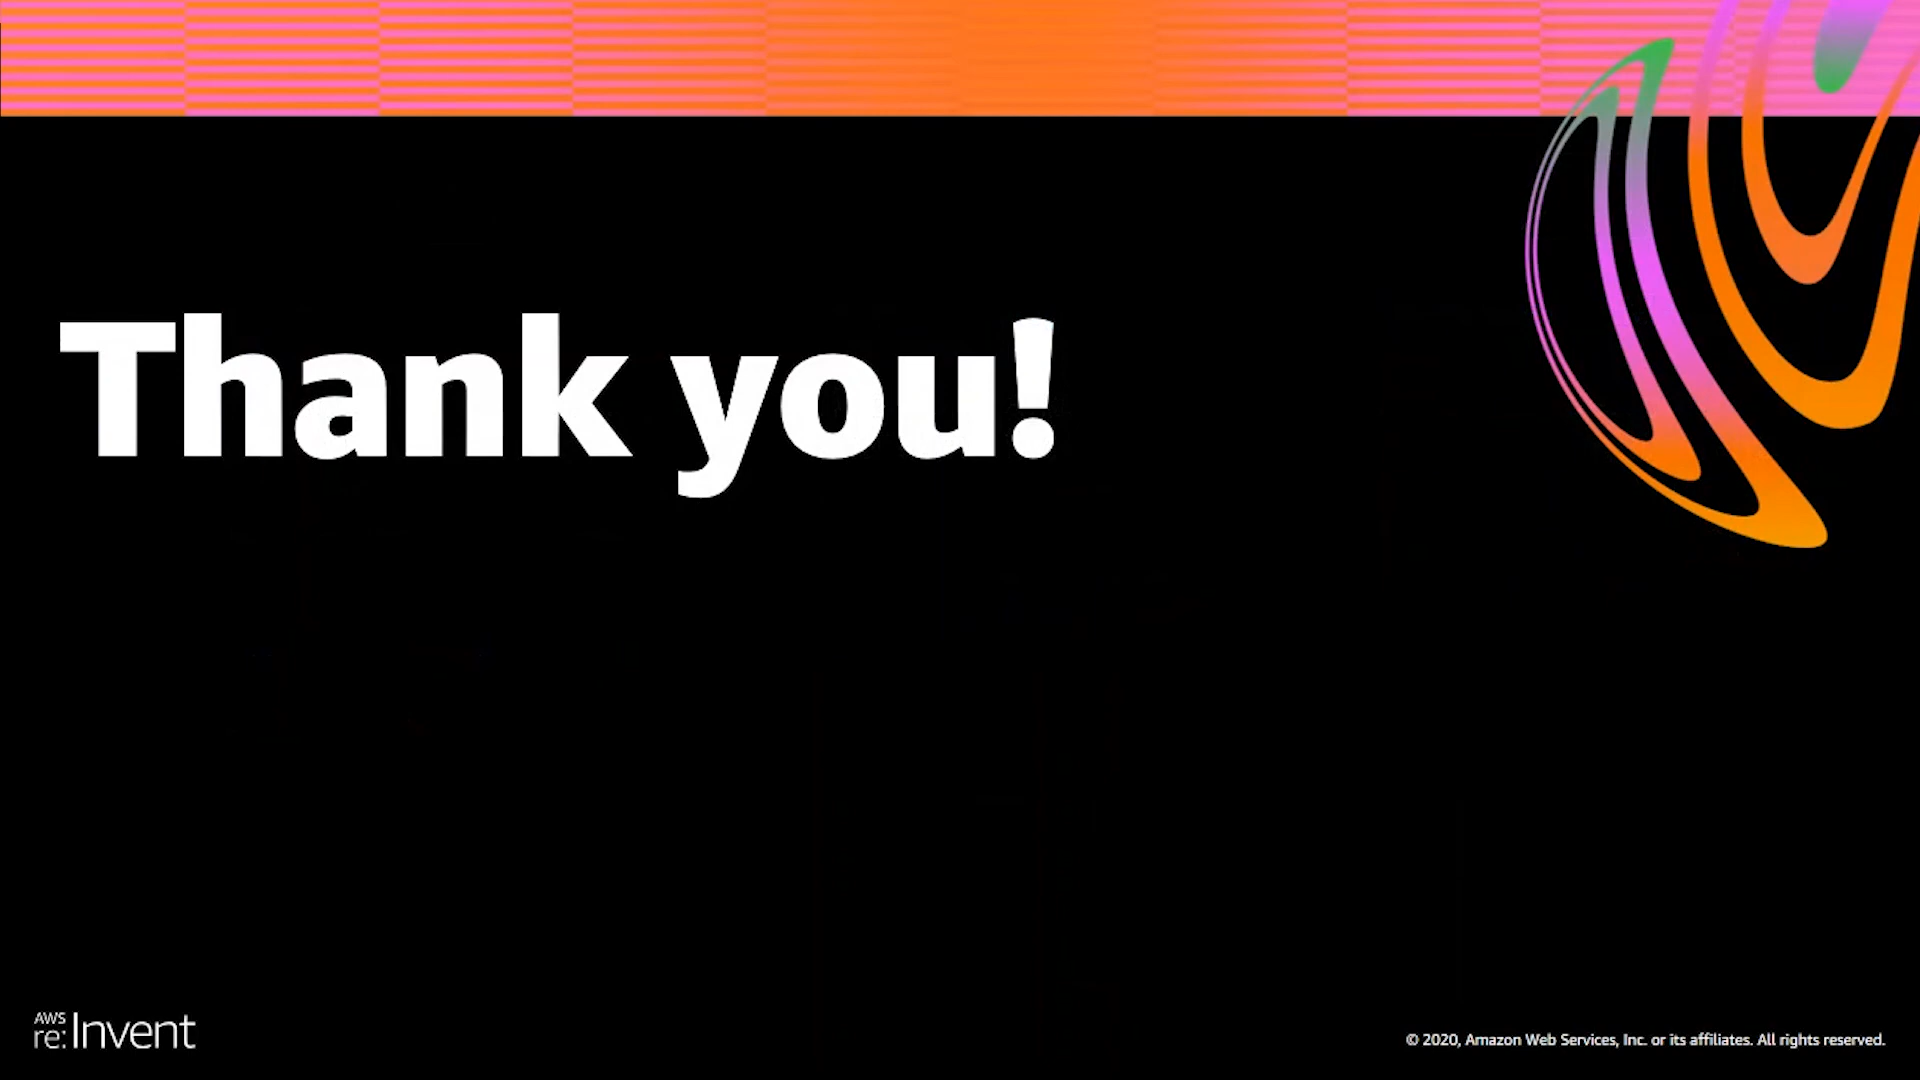 Thank you!
AWS
re:Invent
© 2020, Amazon Web Services, Inc. or its affiliates. All rights reserved.